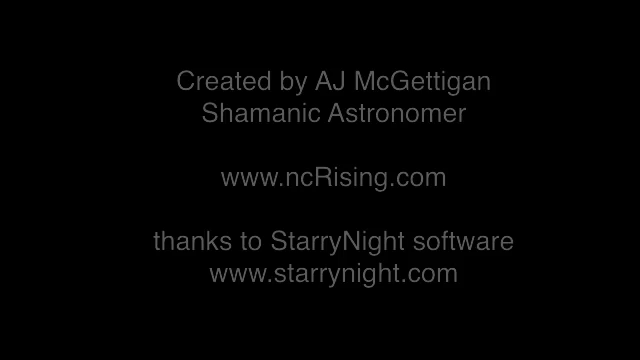 Created by AJ McGettigan
Shamanic Astronomer
www.ncRising.com
thanks to StarryNight software
www.starrynight.com